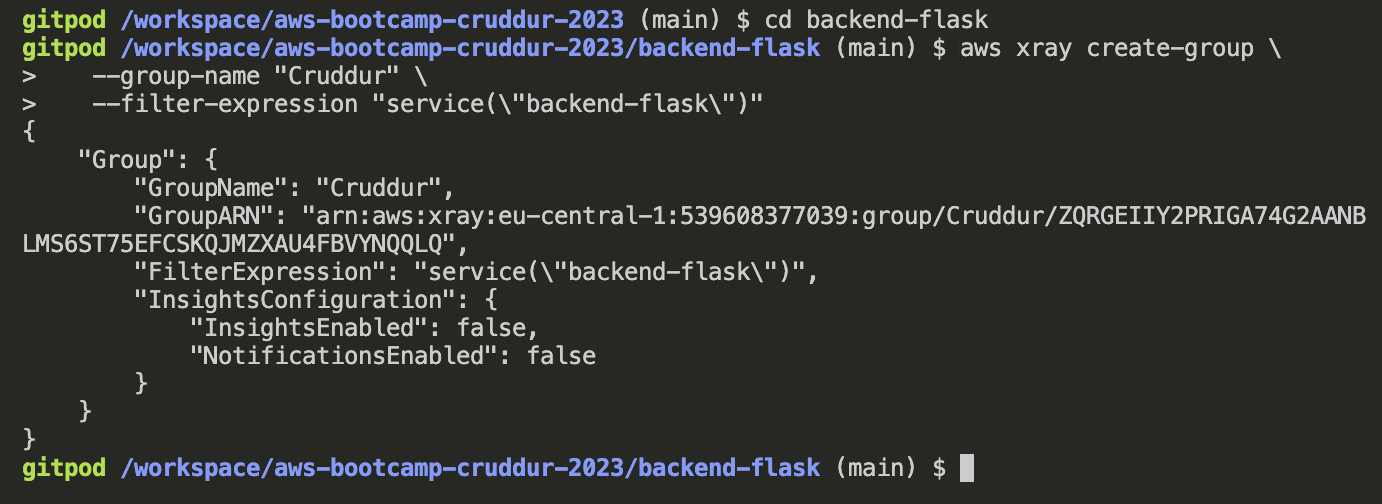 gitpod /workspace/aws-bootcamp-cruddur-2023 (main) $ cd backend-flask
gitpod /workspace/aws-bootcamp-cruddur-2023/backend-flask (main) $ aws xray create-group \
>    --group-name "Cruddur" \
>    --filter-expression "service(\"backend-flask\")"
{
    "Group": {
        "GroupName": "Cruddur",
        "GroupARN": "arn:aws:xray:eu-central-1:539608377039:group/Cruddur/ZQRGEIIY2PRIGA74G2AANB
LMS6ST75EFCSKQJMZXAU4FBVYNQQLQ",
        "FilterExpression": "service(\"backend-flask\")",
        "InsightsConfiguration": {
            "InsightsEnabled": false,
            "NotificationsEnabled": false
        }
    }
}
gitpod /workspace/aws-bootcamp-cruddur-2023/backend-flask (main) $